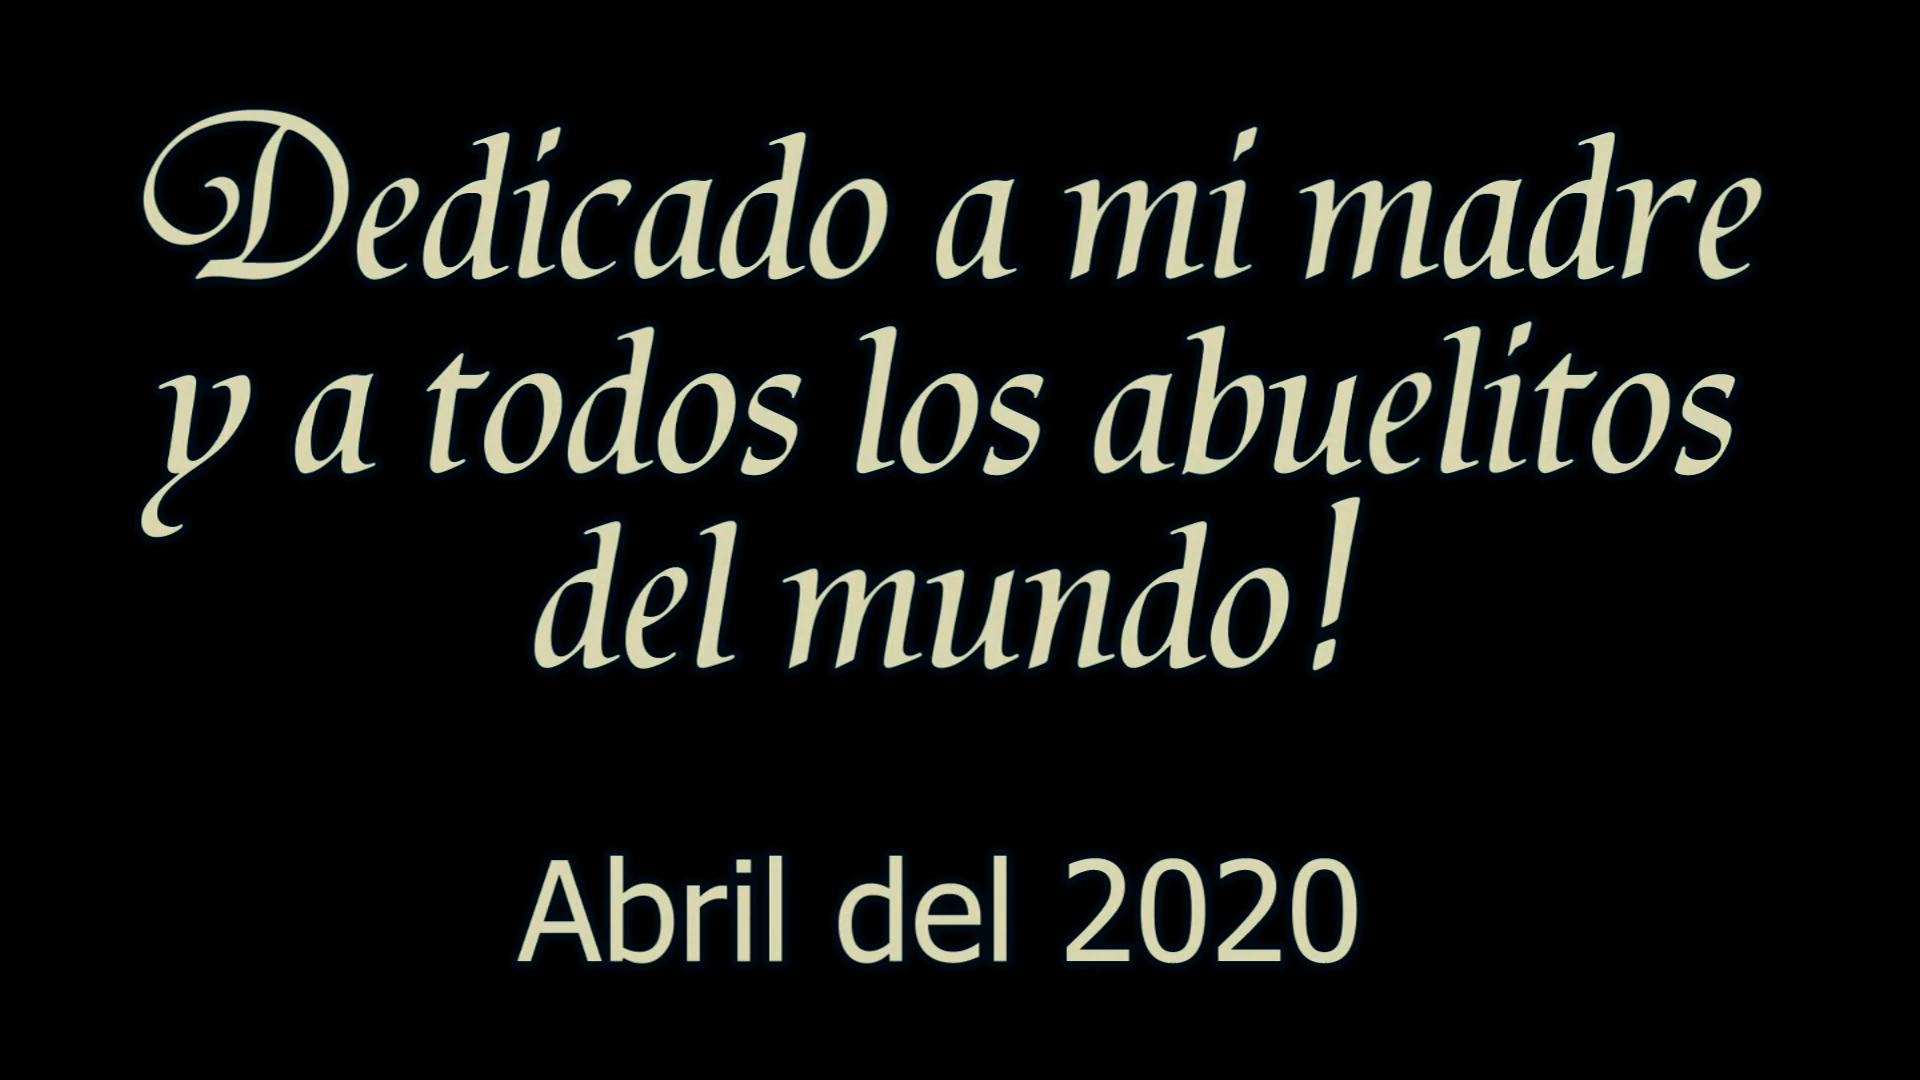 Dedicado a mi madre
y a todos los abuelitos
del mundo!
Abril del 2020